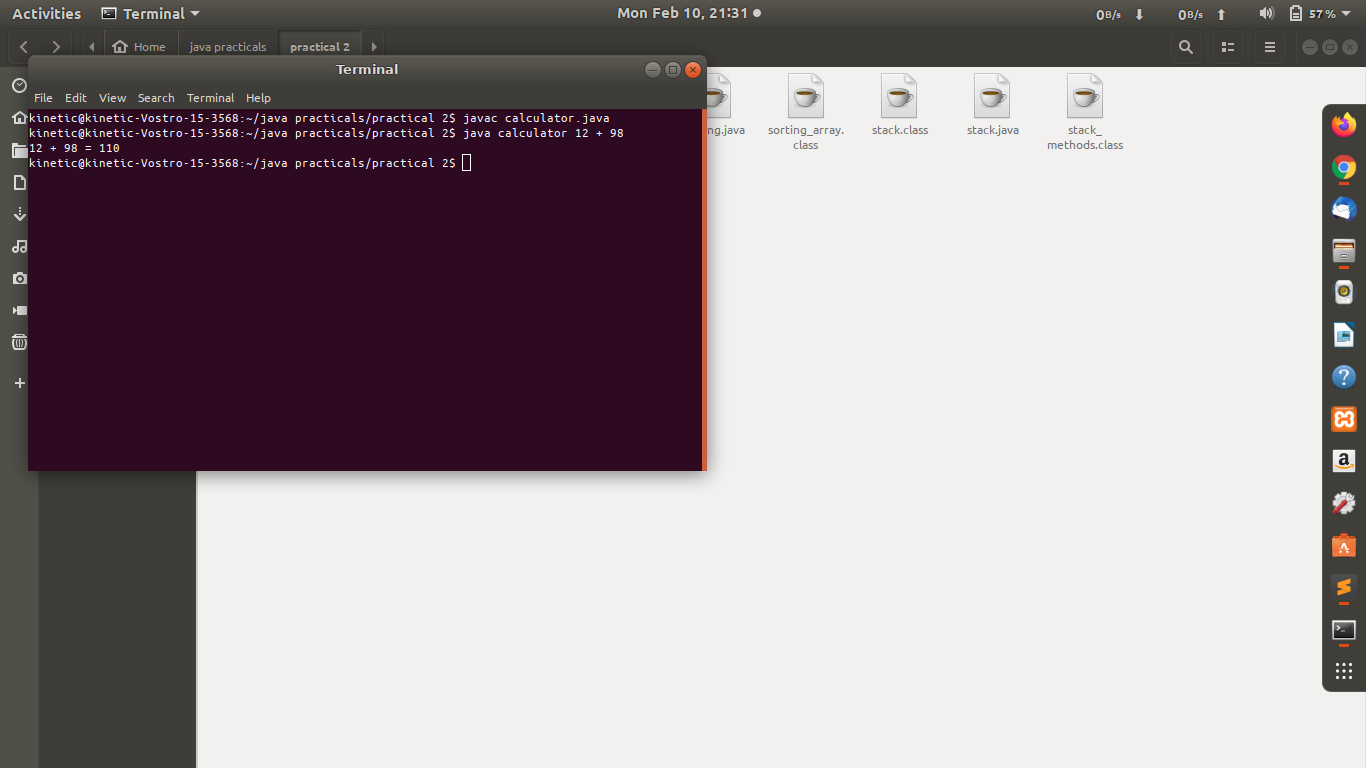 Activities
Terminal
Mon Feb 10, 21:31
0B/s
0B/s
57 %
Home
java practicals
practical 2
Terminal
File Edit View Search Terminal Help
kinetic@kinetic-Vostro-15-3568:~/java practicals/practical 2$ javac calculator.java
kinetic@kinetic-Vostro-15-3568:~/java practicals/practical 2$ java calculator 12 + 98
12 + 98 = 110
kinetic@kinetic-Vostro-15-3568:~/java practicals/practical 2$
sorting_array.
class
stack.class
stack.java
stack_
methods.class